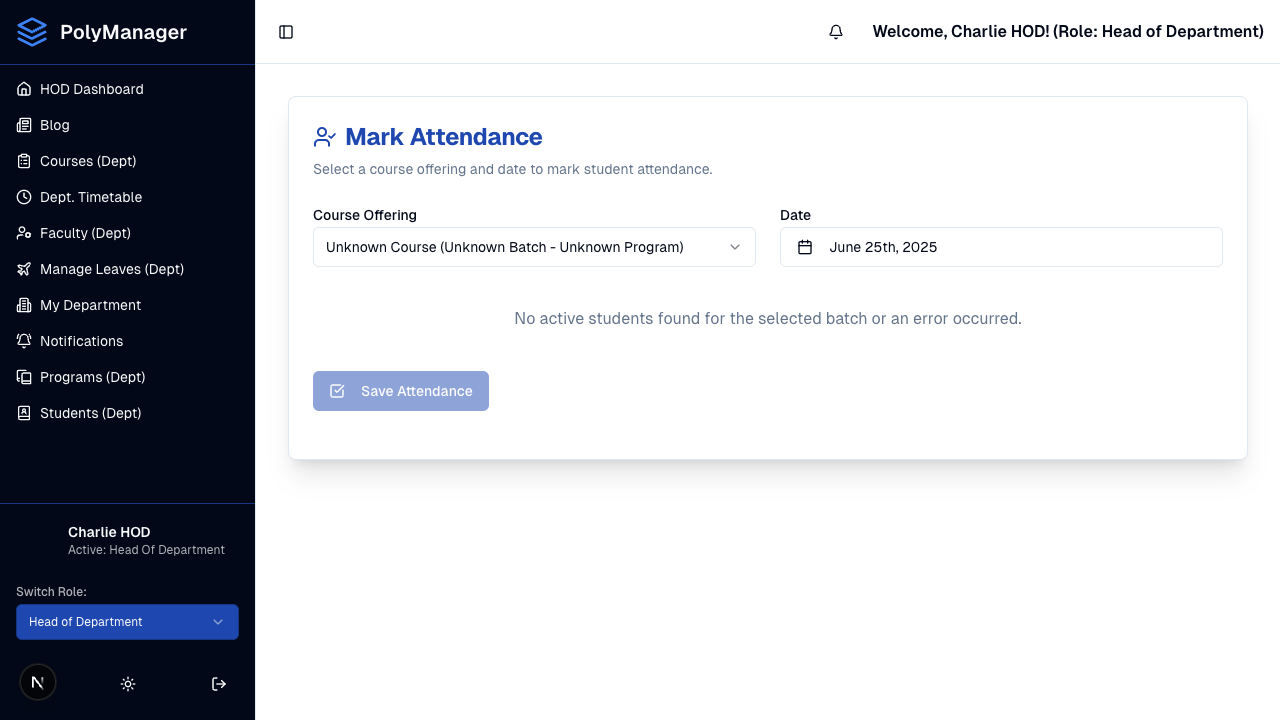 PolyManager
HOD Dashboard
Blog
Courses (Dept)
Dept. Timetable
Faculty (Dept)
Manage Leaves (Dept)
My Department
Notifications
Programs (Dept)
Students (Dept)
Charlie HOD
Active: Head Of Department
Switch Role:
Head of Department
N
Welcome, Charlie HOD! (Role: Head of Department)
Mark Attendance
Select a course offering and date to mark student attendance.
Course Offering
Unknown Course (Unknown Batch - Unknown Program)
Date
June 25th, 2025
No active students found for the selected batch or an error occurred.
Save Attendance